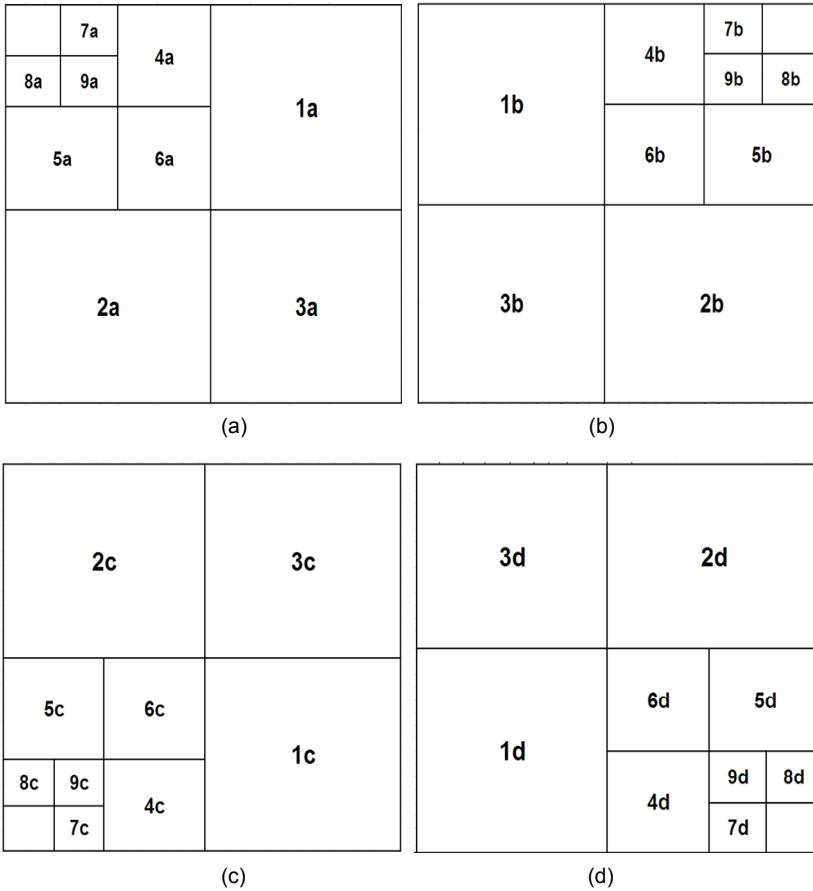 7a 7b
4a 4b
8a 9a 9b 8b
1a 1b
5a 6a 6b 5b
2a 3a 3b 2b
(a) (b)
2c 3c 3d 2d
5c 6c 6d 5d
1c 1d
8c 9c 9d 8d
4c 4d
7c 7d
(c) (d)